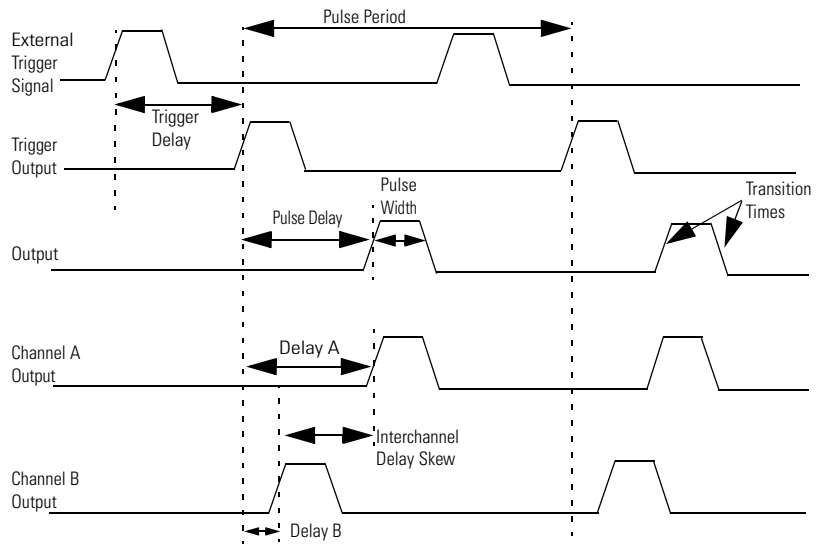 Pulse Period
External
Trigger
Signal
Trigger
Delay
Trigger
Output
Pulse
Width
Transition
Times
Pulse Delay
Output
Channel A
Output
Delay A
Interchannel
Delay Skew
Channel B
Output
Delay B